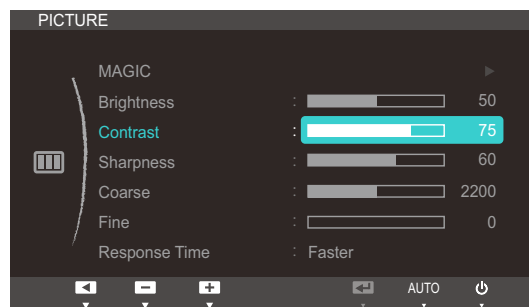 PICTURE
MAGIC
Brightness : 50
Contrast : 75
Sharpness : 60
Coarse : 2200
Fine : 0
Response Time : Faster
AUTO